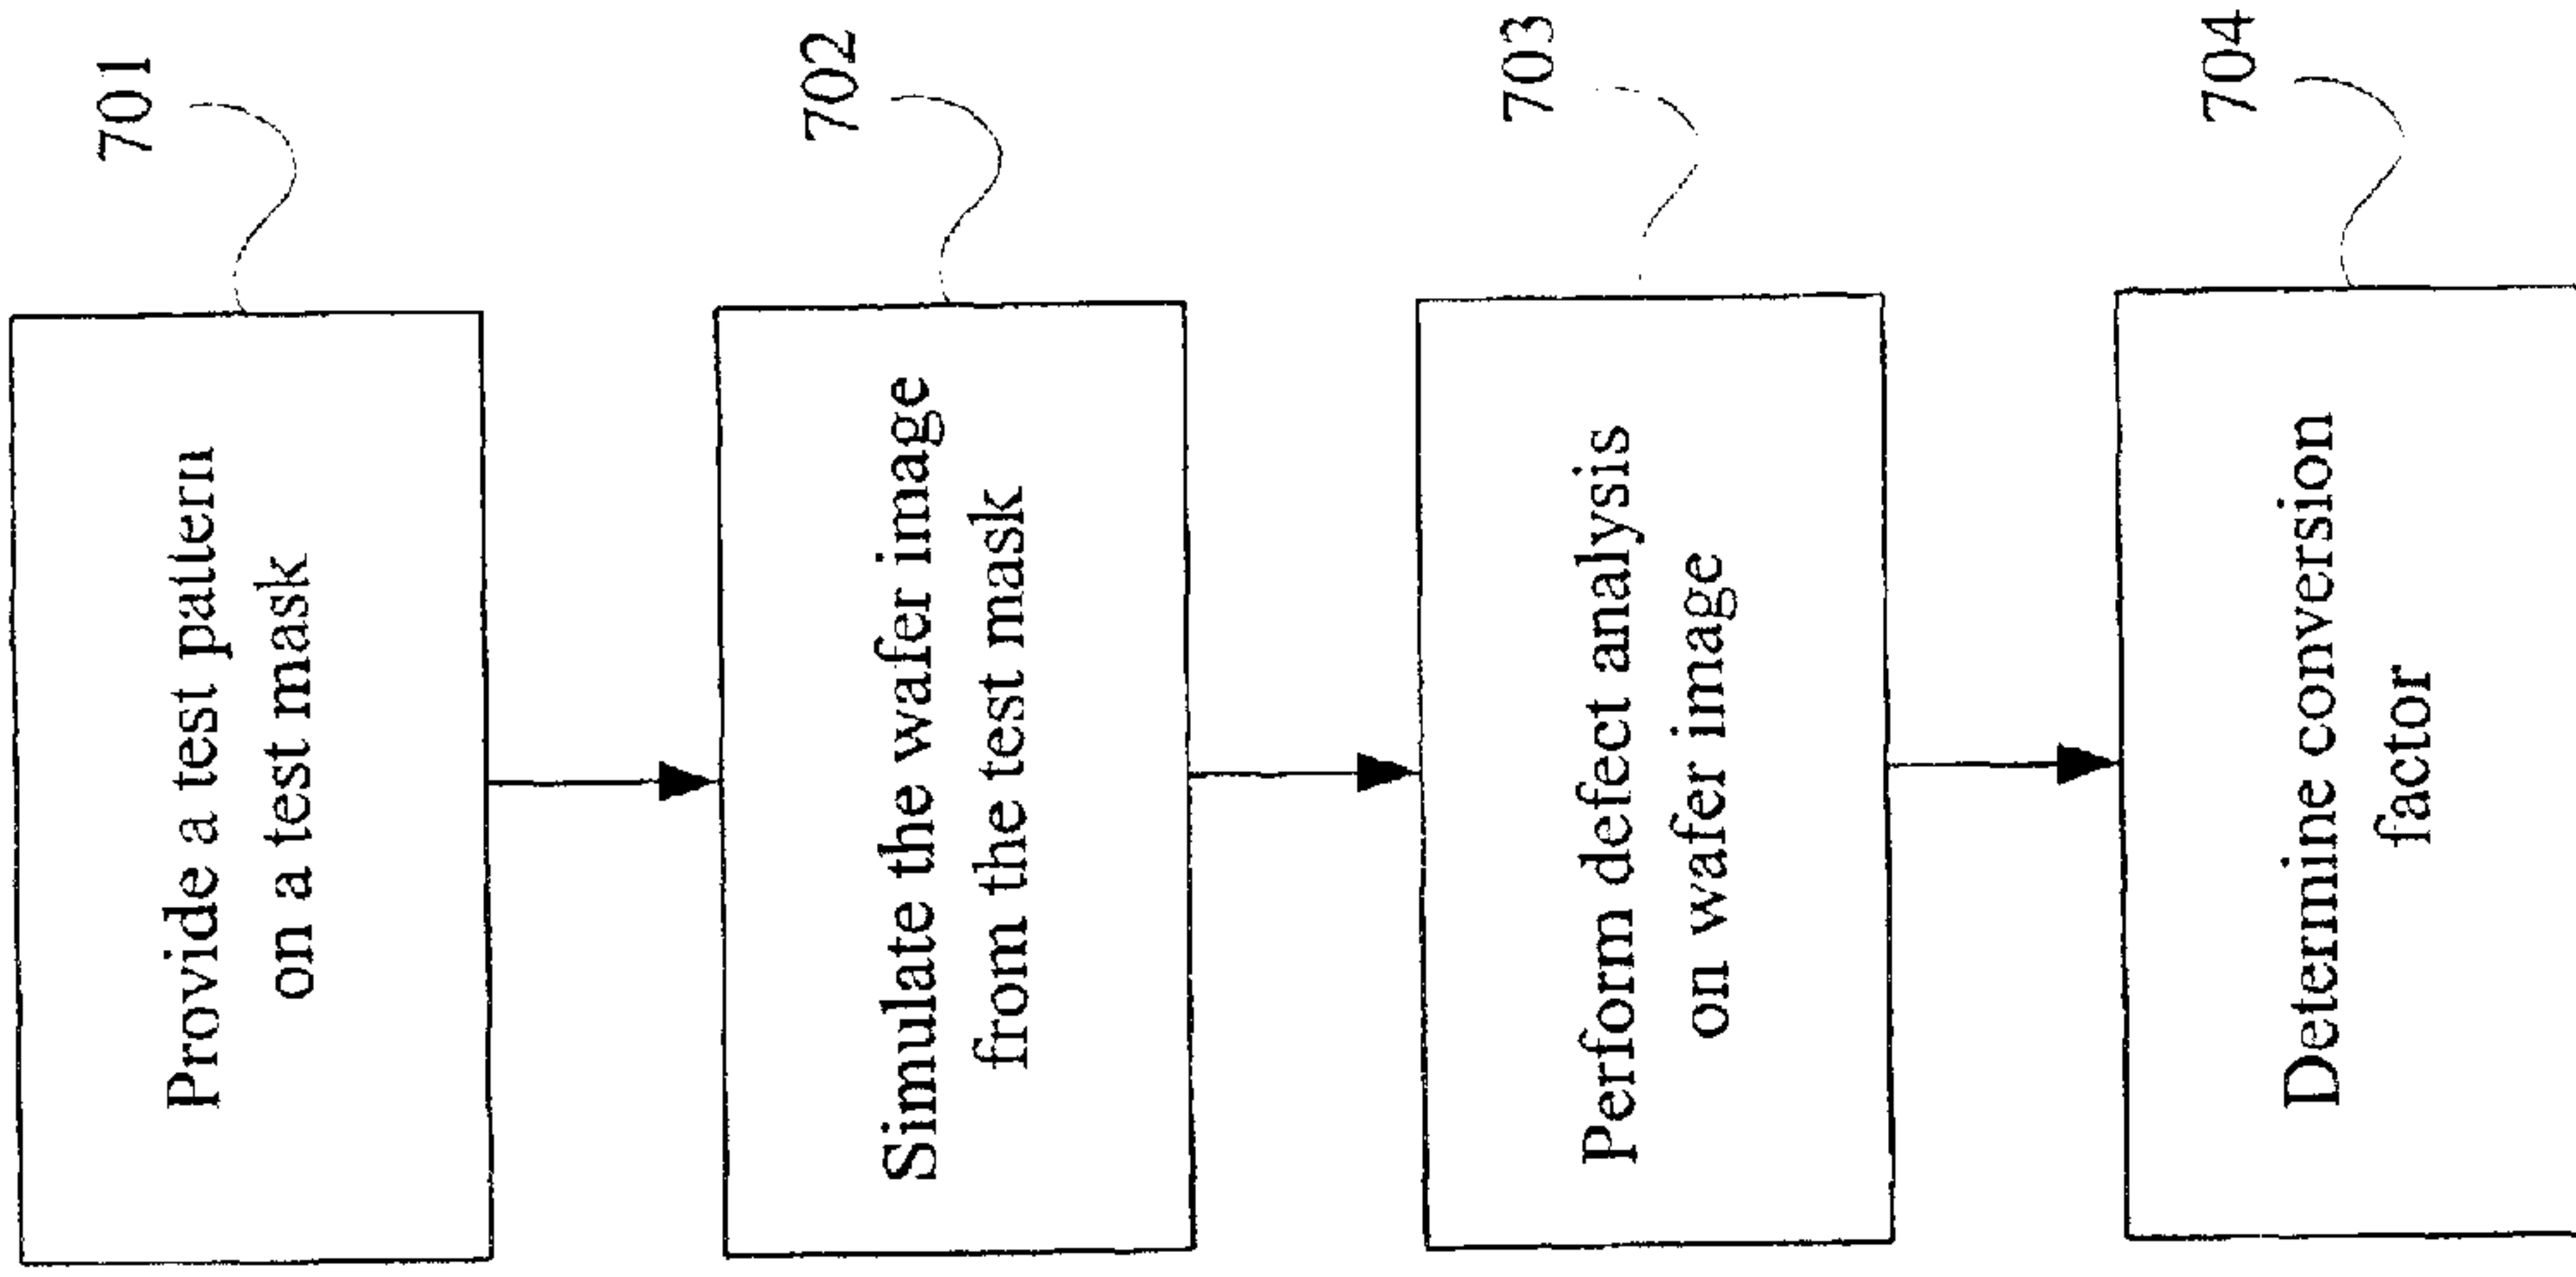 Provide a test pattern
on a test mask
701
Simulate the wafer image
from the test mask
702
Perform defect analysis
on wafer image
703
Determine conversion
factor
704